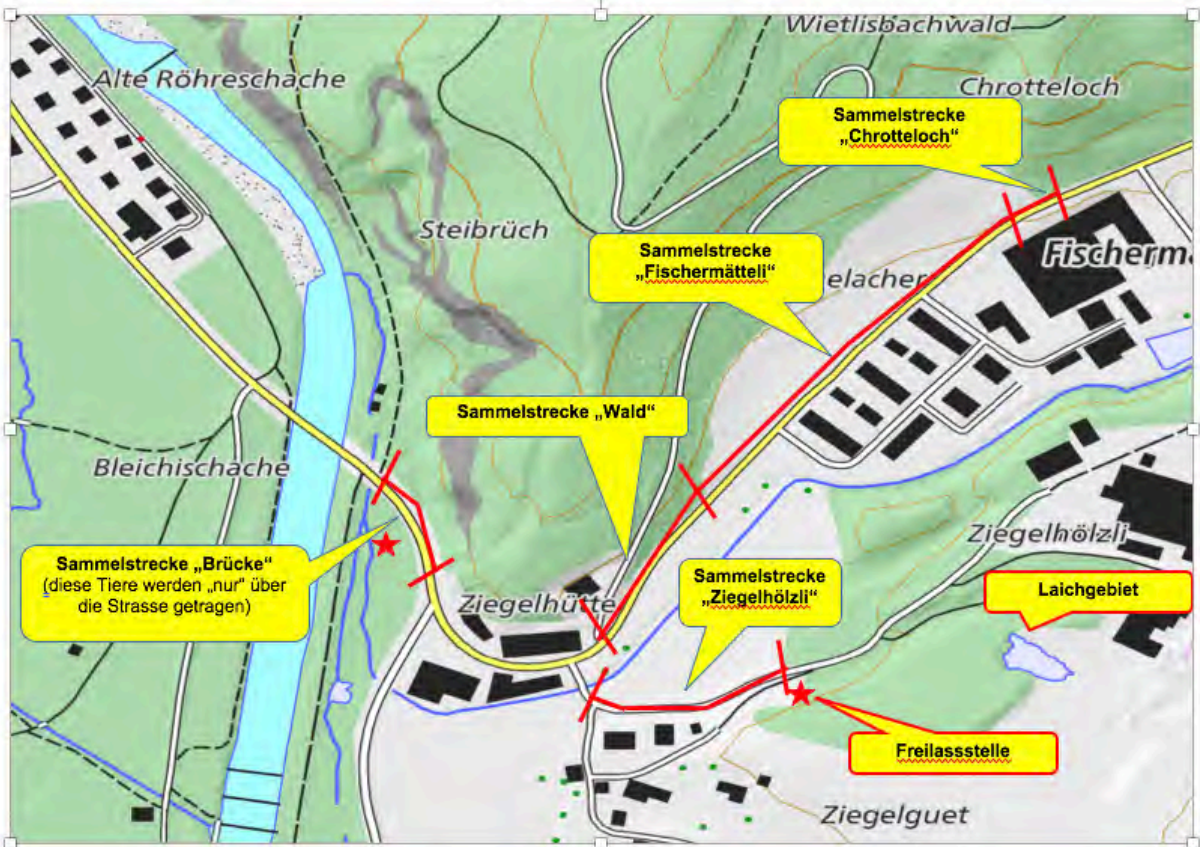 Wietlisbachwald
Alte Röhreschache
Chrotteloch
Sammelstrecke
„Chrotteloch“
Steibrüch
Sammelstrecke
„Fischermätteli“
elacher
Fischerm
Sammelstrecke „Wald“
Bleichischache
Ziegelhölzli
Sammelstrecke „Brücke“
(diese Tiere werden „nur“ über
die Strasse getragen)
Sammelstrecke
„Ziegelhölzli“
Laichgebiet
Ziegelhütte
Freilassstelle
Ziegelguet